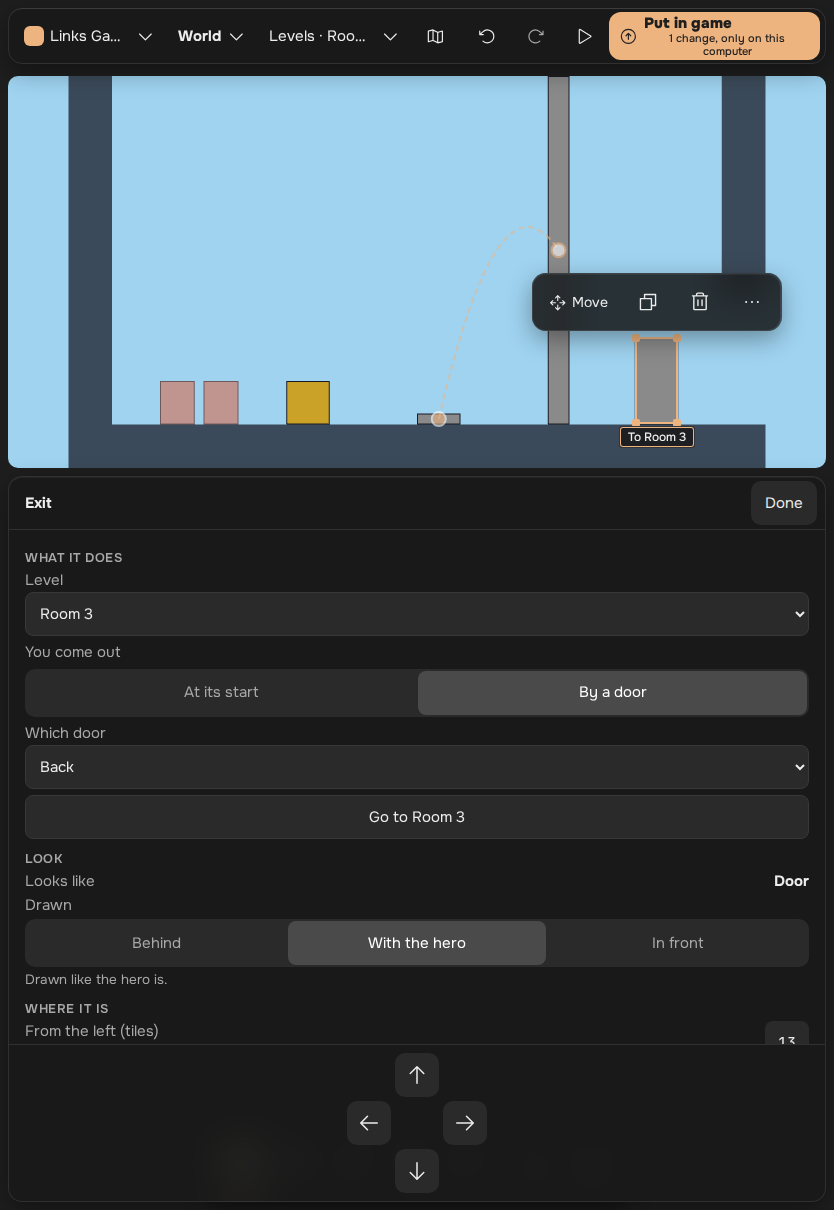 Links Ga...
World
Levels · Roo...
Put in game
1 change, only on this
computer
Move
To Room 3
Exit
Done
WHAT IT DOES
Level
Room 3
You come out
At its start
By a door
Which door
Back
Go to Room 3
LOOK
Looks like
Door
Drawn
Behind
With the hero
In front
Drawn like the hero is.
WHERE IT IS
From the left (tiles)
13